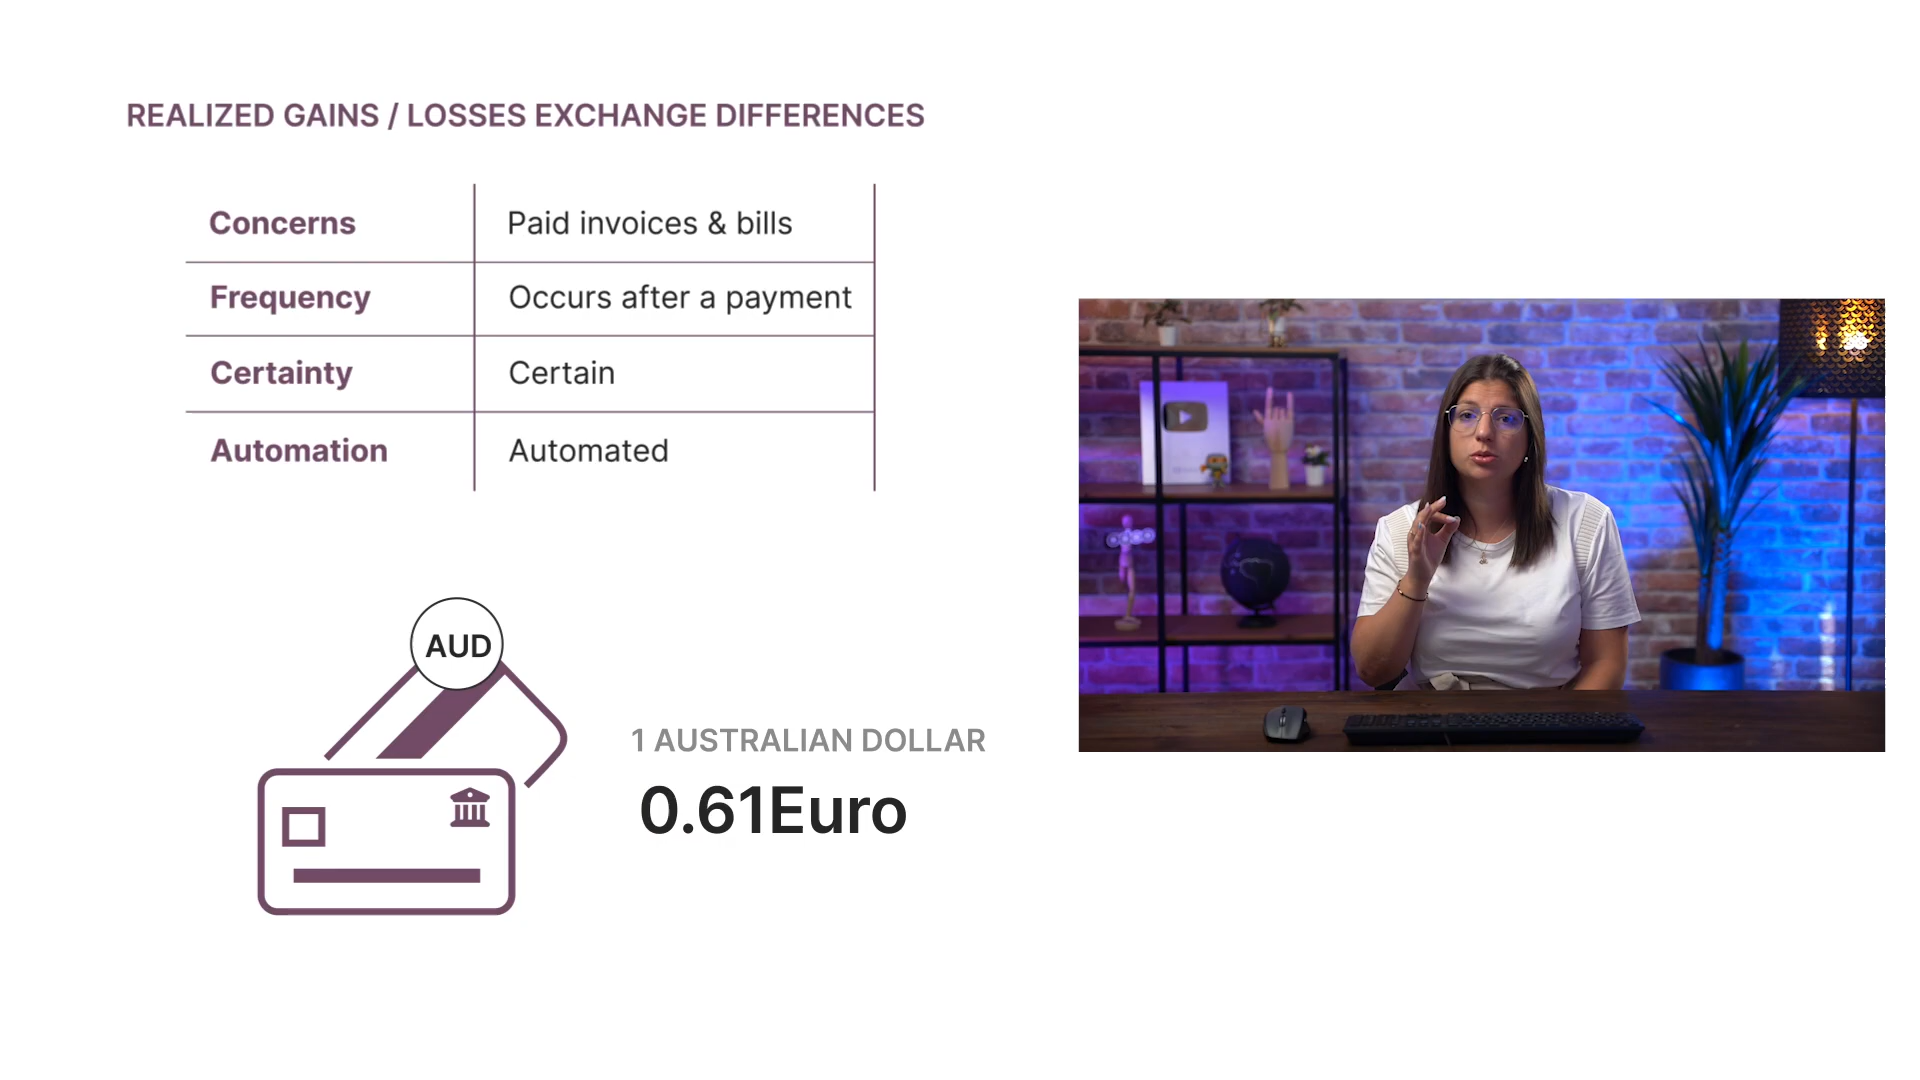 REALIZED GAINS / LOSSES EXCHANGE DIFFERENCES
Concerns Paid invoices & bills
Frequency Occurs after a payment
Certainty Certain
Automation Automated
AUD
1 AUSTRALIAN DOLLAR
0.61Euro